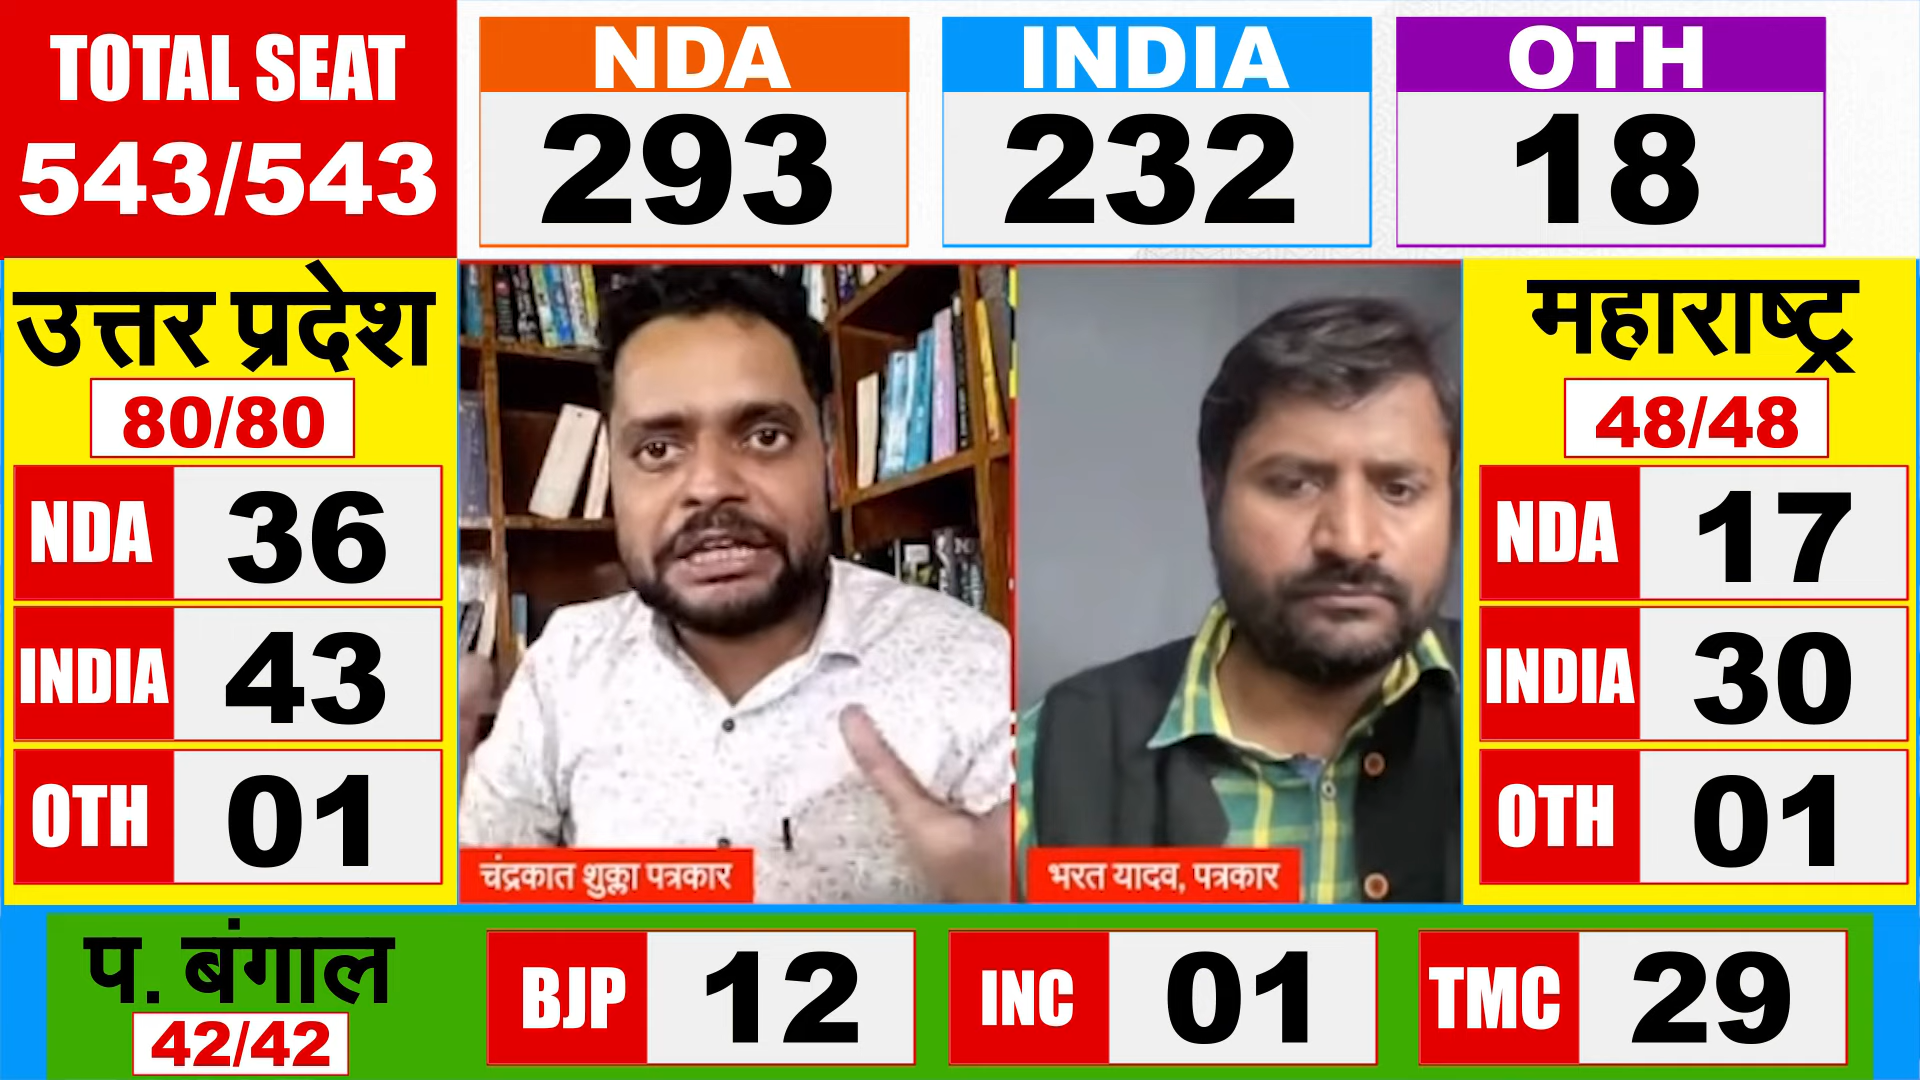 TOTAL SEAT
543/543
NDA
293
INDIA
232
OTH
18
उत्तर प्रदेश
80/80
NDA 36
INDIA 43
OTH 01
चंद्रकात शुक्ला पत्रकार
भरत यादव, पत्रकार
महाराष्ट्र
48/48
NDA 17
INDIA 30
OTH 01
प. बंगाल
42/42
BJP 12
INC 01
TMC 29